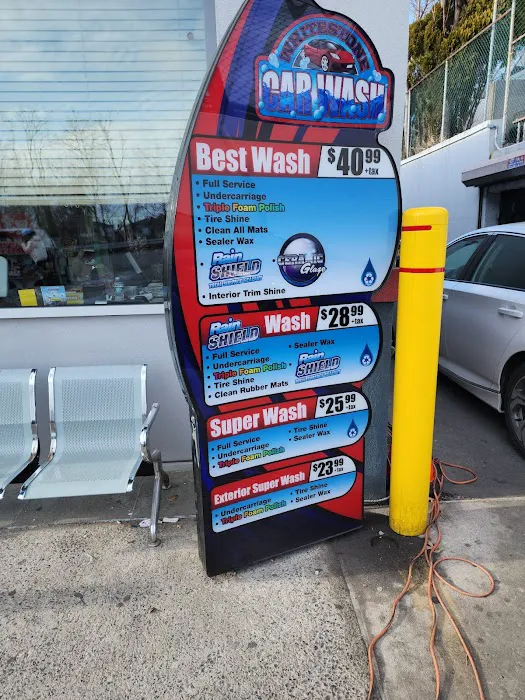 WHITESTONE
CAR WASH
Best Wash $40.99 +tax
• Full Service
• Undercarriage
• Triple Foam Polish
• Tire Shine
• Clean All Mats
• Sealer Wax
Rain SHIELD
CERAMIC Glaze
• Interior Trim Shine
Rain SHIELD Wash $28.99 +tax
• Full Service
• Undercarriage
• Triple Foam Polish
• Tire Shine
• Clean Rubber Mats
• Sealer Wax
Rain SHIELD
Super Wash $25.99 +tax
• Full Service
• Undercarriage
• Triple Foam Polish
• Tire Shine
• Sealer Wax
Exterior Super Wash $23.99 +tax
• Undercarriage
• Triple Foam Polish
• Tire Shine
• Sealer Wax